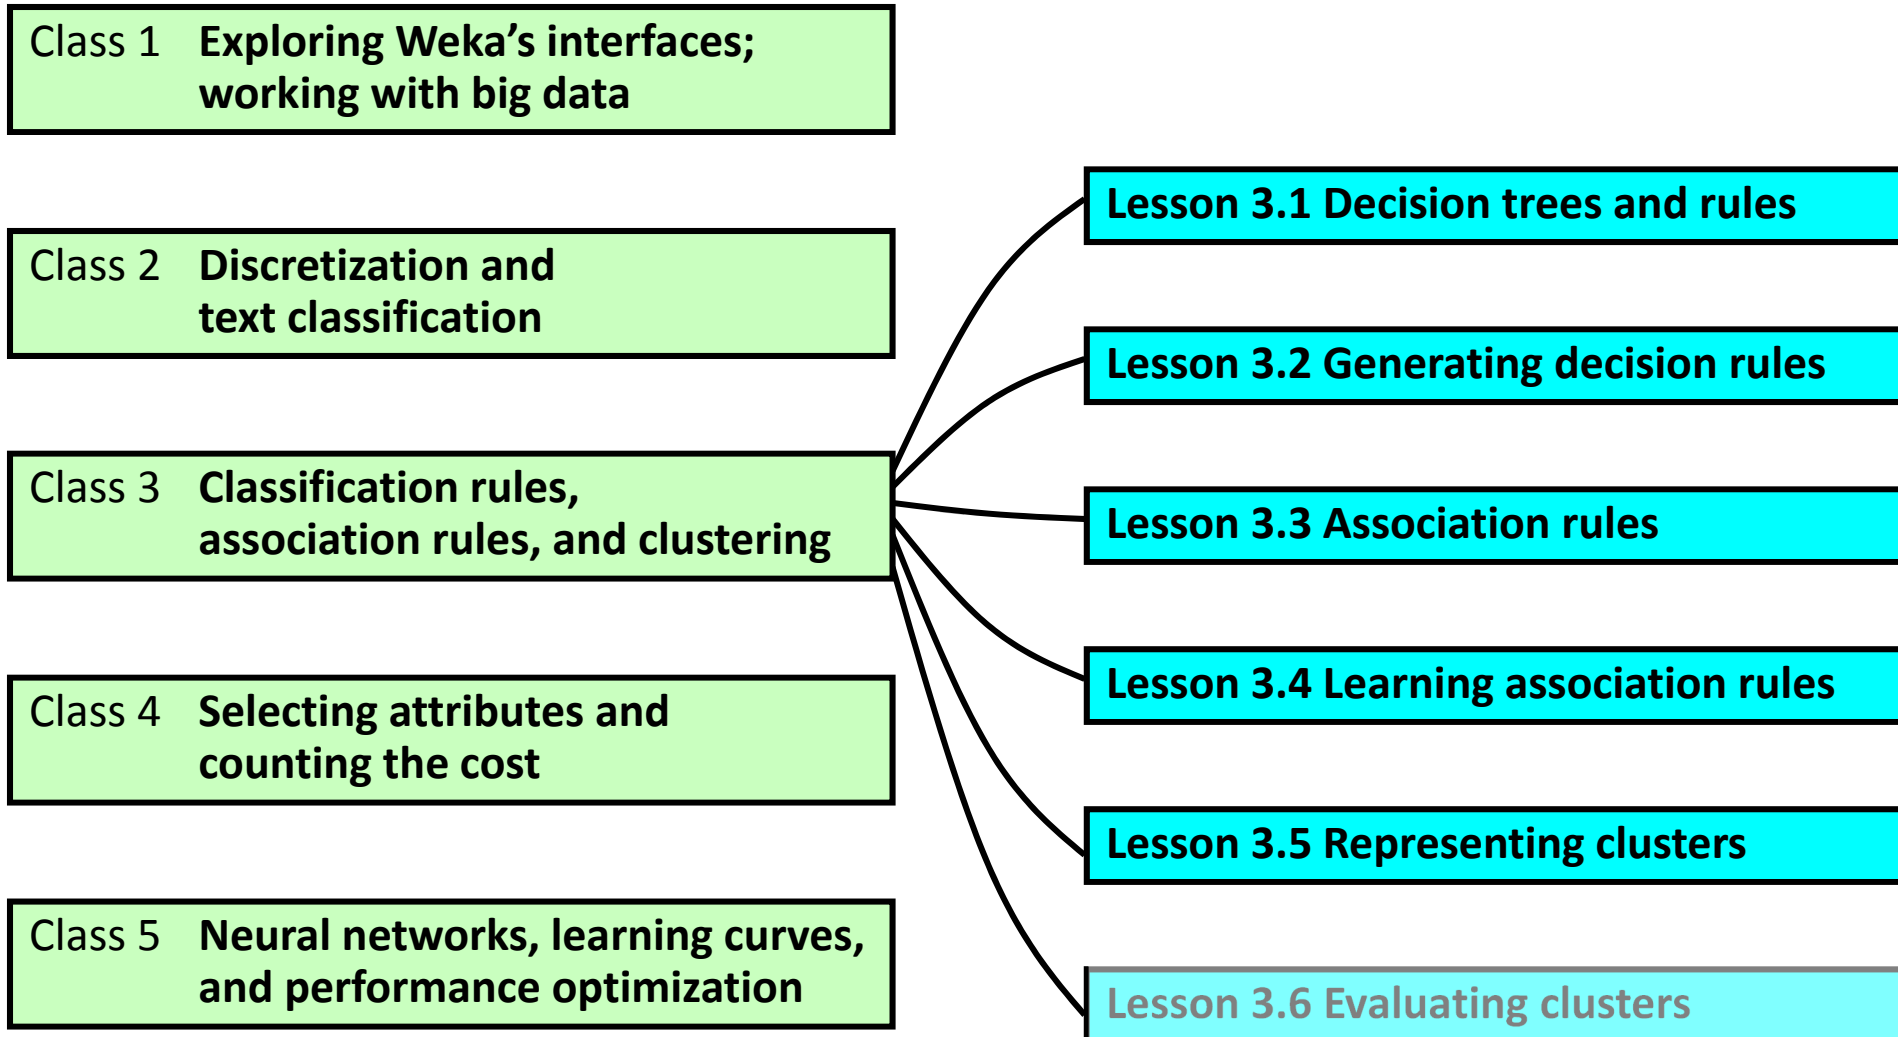 Class 1 Exploring Weka’s interfaces;
working with big data
Class 2 Discretization and
text classification
Class 3 Classification rules,
association rules, and clustering
Class 4 Selecting attributes and
counting the cost
Class 5 Neural networks, learning curves,
and performance optimization
Lesson 3.1 Decision trees and rules
Lesson 3.2 Generating decision rules
Lesson 3.3 Association rules
Lesson 3.4 Learning association rules
Lesson 3.5 Representing clusters
Lesson 3.6 Evaluating clusters